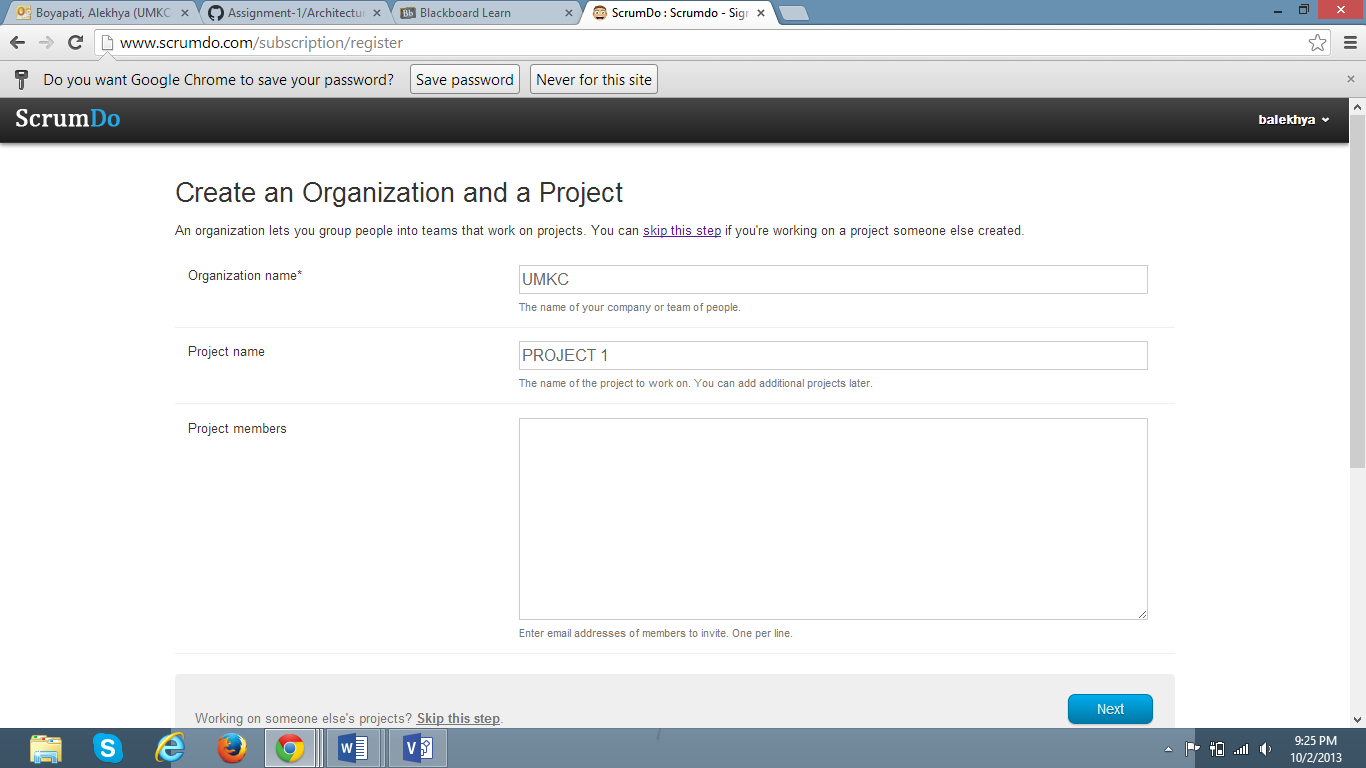 Boyapati, Alekhya (UMKC
Assignment-1/Architectur
Blackboard Learn
ScrumDo : Scrumdo - Sign
www.scrumdo.com/subscription/register
Do you want Google Chrome to save your password? Save password Never for this site
ScrumDo
balekhya
Create an Organization and a Project
An organization lets you group people into teams that work on projects. You can skip this step if you're working on a project someone else created.
Organization name*
UMKC
The name of your company or team of people.
Project name
PROJECT 1
The name of the project to work on. You can add additional projects later.
Project members
Enter email addresses of members to invite. One per line.
Working on someone else's projects? Skip this step.
Next
9:25 PM
10/2/2013